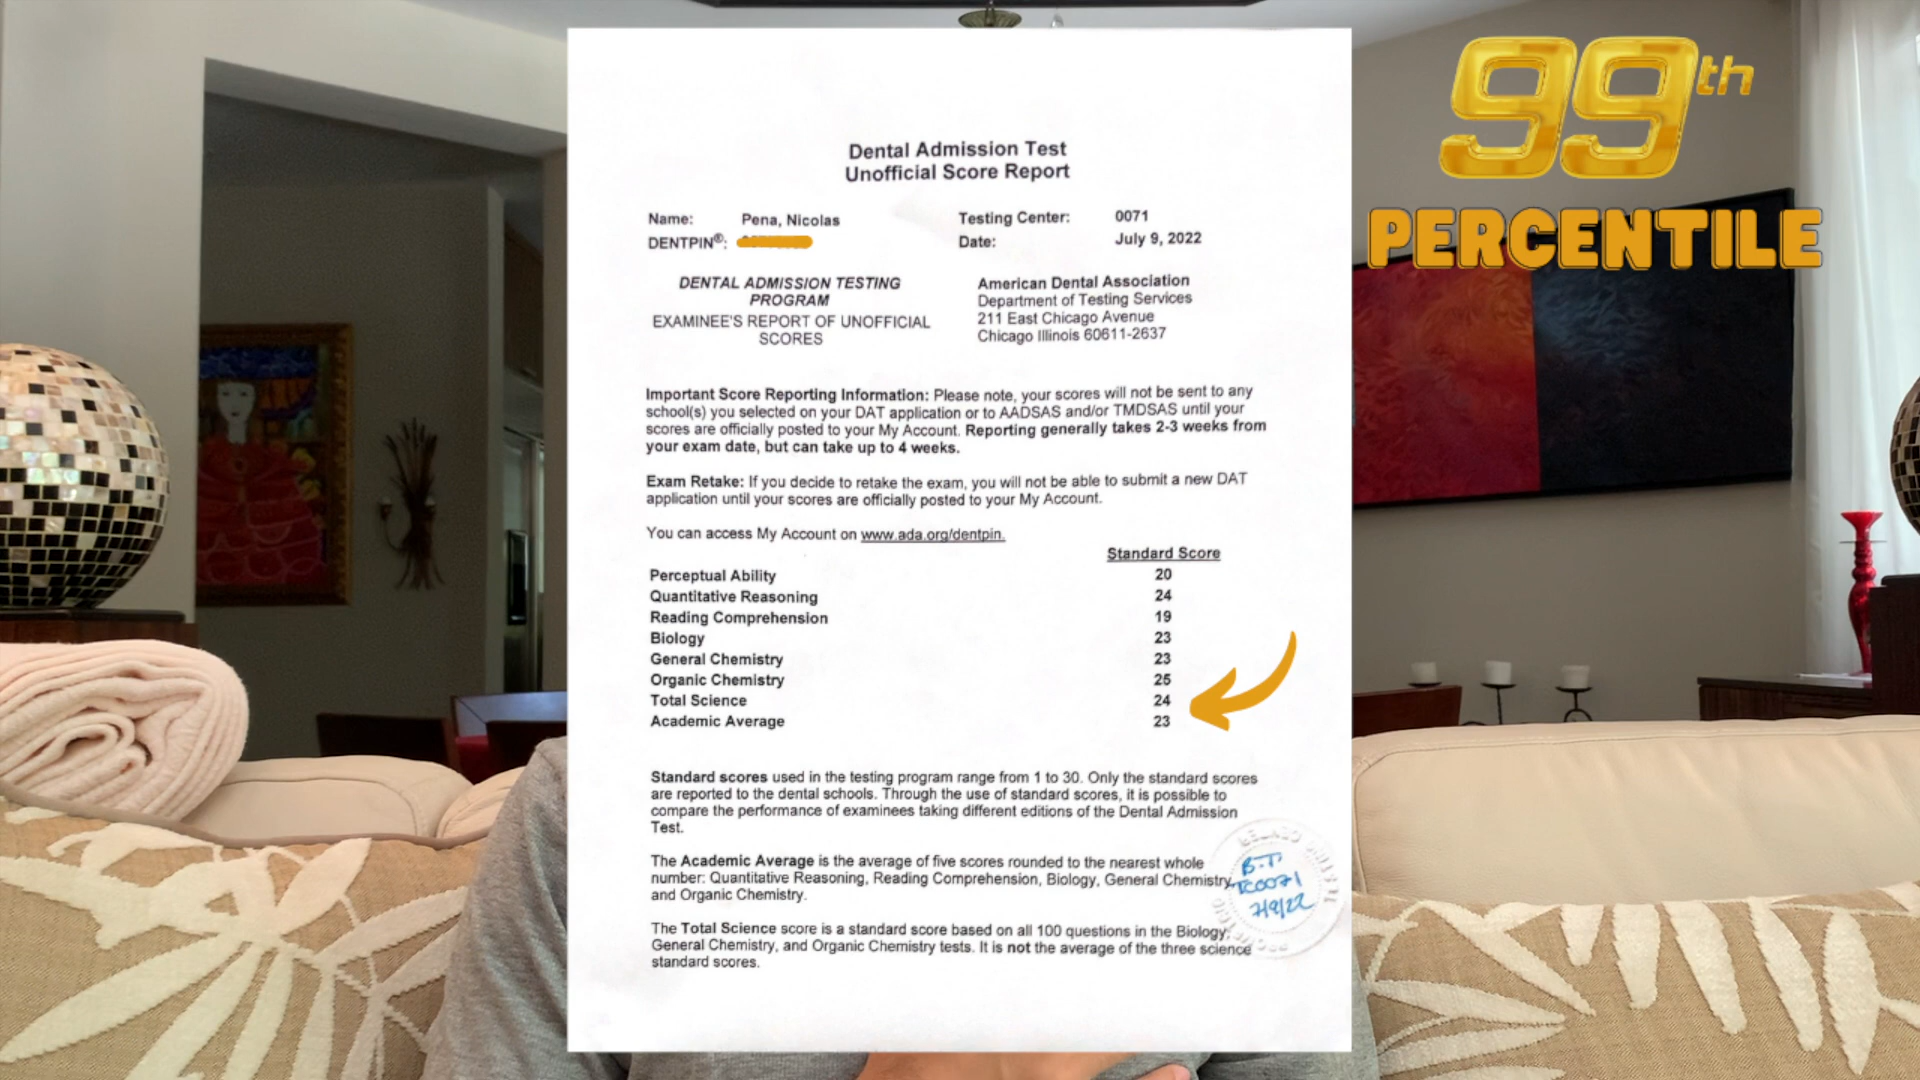 99th
PERCENTILE
Dental Admission Test
Unofficial Score Report
Name: Pena, Nicolas
DENTPIN®:
Testing Center: 0071
Date: July 9, 2022
DENTAL ADMISSION TESTING
PROGRAM
EXAMINEE'S REPORT OF UNOFFICIAL
SCORES
American Dental Association
Department of Testing Services
211 East Chicago Avenue
Chicago Illinois 60611-2637
Important Score Reporting Information: Please note, your scores will not be sent to any
school(s) you selected on your DAT application or to AADSAS and/or TMDSAS until your
scores are officially posted to your My Account. Reporting generally takes 2-3 weeks from
your exam date, but can take up to 4 weeks.
Exam Retake: If you decide to retake the exam, you will not be able to submit a new DAT
application until your scores are officially posted to your My Account.
You can access My Account on www.ada.org/dentpin.
Standard Score
Perceptual Ability 20
Quantitative Reasoning 24
Reading Comprehension 19
Biology 23
General Chemistry 23
Organic Chemistry 25
Total Science 24
Academic Average 23
Standard scores used in the testing program range from 1 to 30. Only the standard scores
are reported to the dental schools. Through the use of standard scores, it is possible to
compare the performance of examinees taking different editions of the Dental Admission
Test.
The Academic Average is the average of five scores rounded to the nearest whole
number: Quantitative Reasoning, Reading Comprehension, Biology, General Chemistry,
and Organic Chemistry.
The Total Science score is a standard score based on all 100 questions in the Biology,
General Chemistry, and Organic Chemistry tests. It is not the average of the three science
standard scores.
B.T.
TC0071
7/9/22